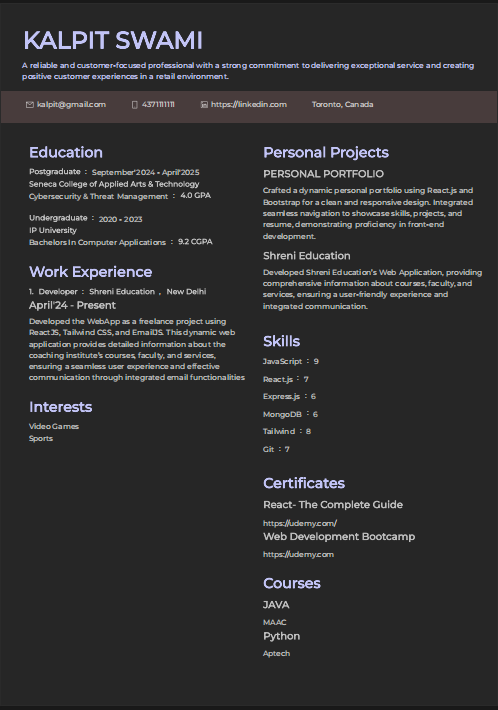 KALPIT SWAMI
A reliable and customer-focused professional with a strong commitment to delivering exceptional service and creating
positive customer experiences in a retail environment.
kalpit@gmail.com 4371111111 https://linkedin.com Toronto, Canada
Education
Postgraduate : September'2024 - April'2025
Seneca College of Applied Arts & Technology
Cybersecurity & Threat Management : 4.0 GPA
Undergraduate : 2020 - 2023
IP University
Bachelors In Computer Applications : 9.2 CGPA
Work Experience
1. Developer : Shreni Education , New Delhi
April'24 - Present
Developed the WebApp as a freelance project using
ReactJS, Tailwind CSS, and EmailJS. This dynamic web
application provides detailed information about the
coaching institute's courses, faculty, and services,
ensuring a seamless user experience and effective
communication through integrated email functionalities
Interests
Video Games
Sports
Personal Projects
PERSONAL PORTFOLIO
Crafted a dynamic personal portfolio using React.js and
Bootstrap for a clean and responsive design. Integrated
seamless navigation to showcase skills, projects, and
resume, demonstrating proficiency in front-end
development.
Shreni Education
Developed Shreni Education's Web Application, providing
comprehensive information about courses, faculty, and
services, ensuring a user-friendly experience and
integrated communication.
Skills
JavaScript : 9
React.js : 7
Express.js : 6
MongoDB : 6
Tailwind : 8
Git : 7
Certificates
React- The Complete Guide
https://udemy.com/
Web Development Bootcamp
https://udemy.com
Courses
JAVA
MAAC
Python
Aptech